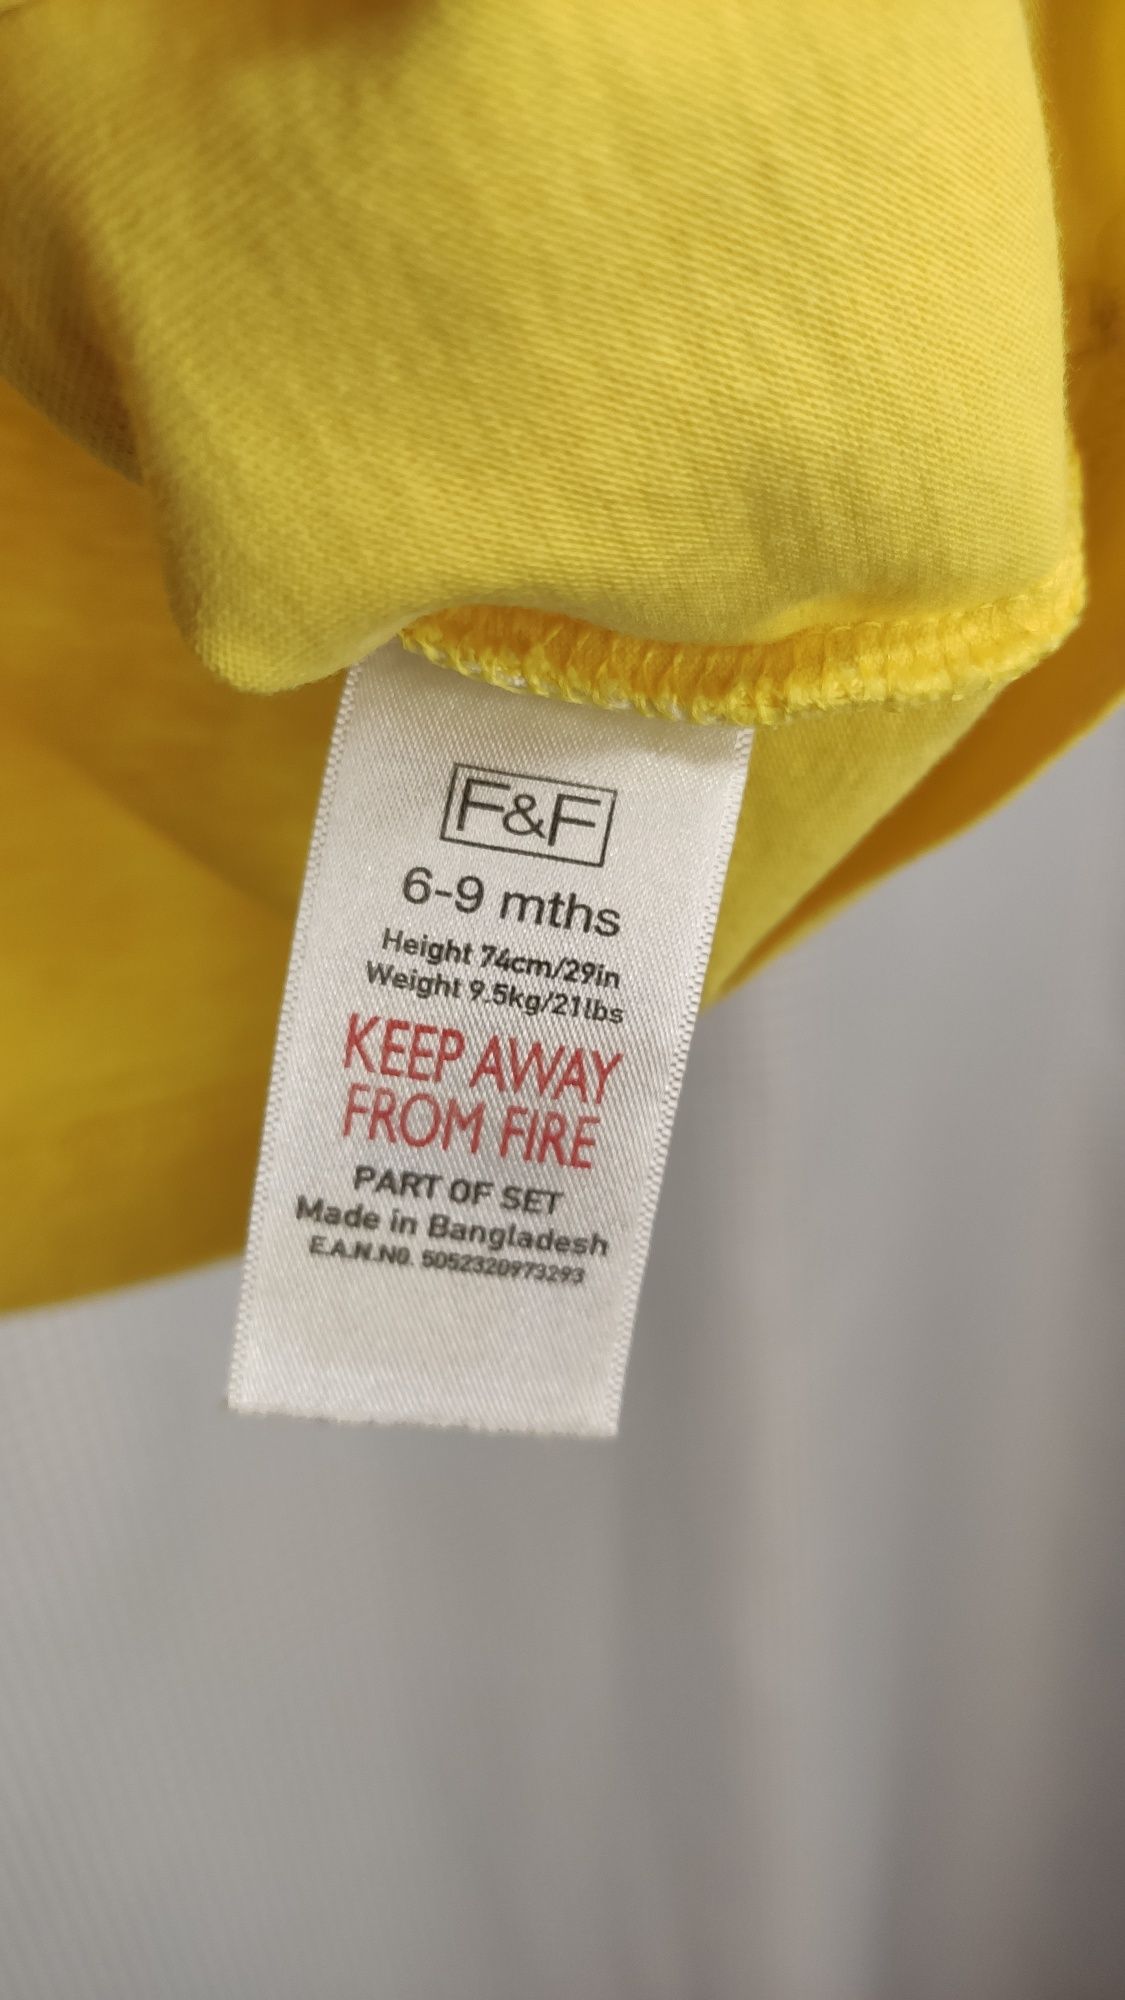 F&F
6-9 mths
Height 74cm/29in
Weight 9.5kg/21lbs
KEEP AWAY
FROM FIRE
PART OF SET
Made in Bangladesh
E.A.N.NO. 5052320973293